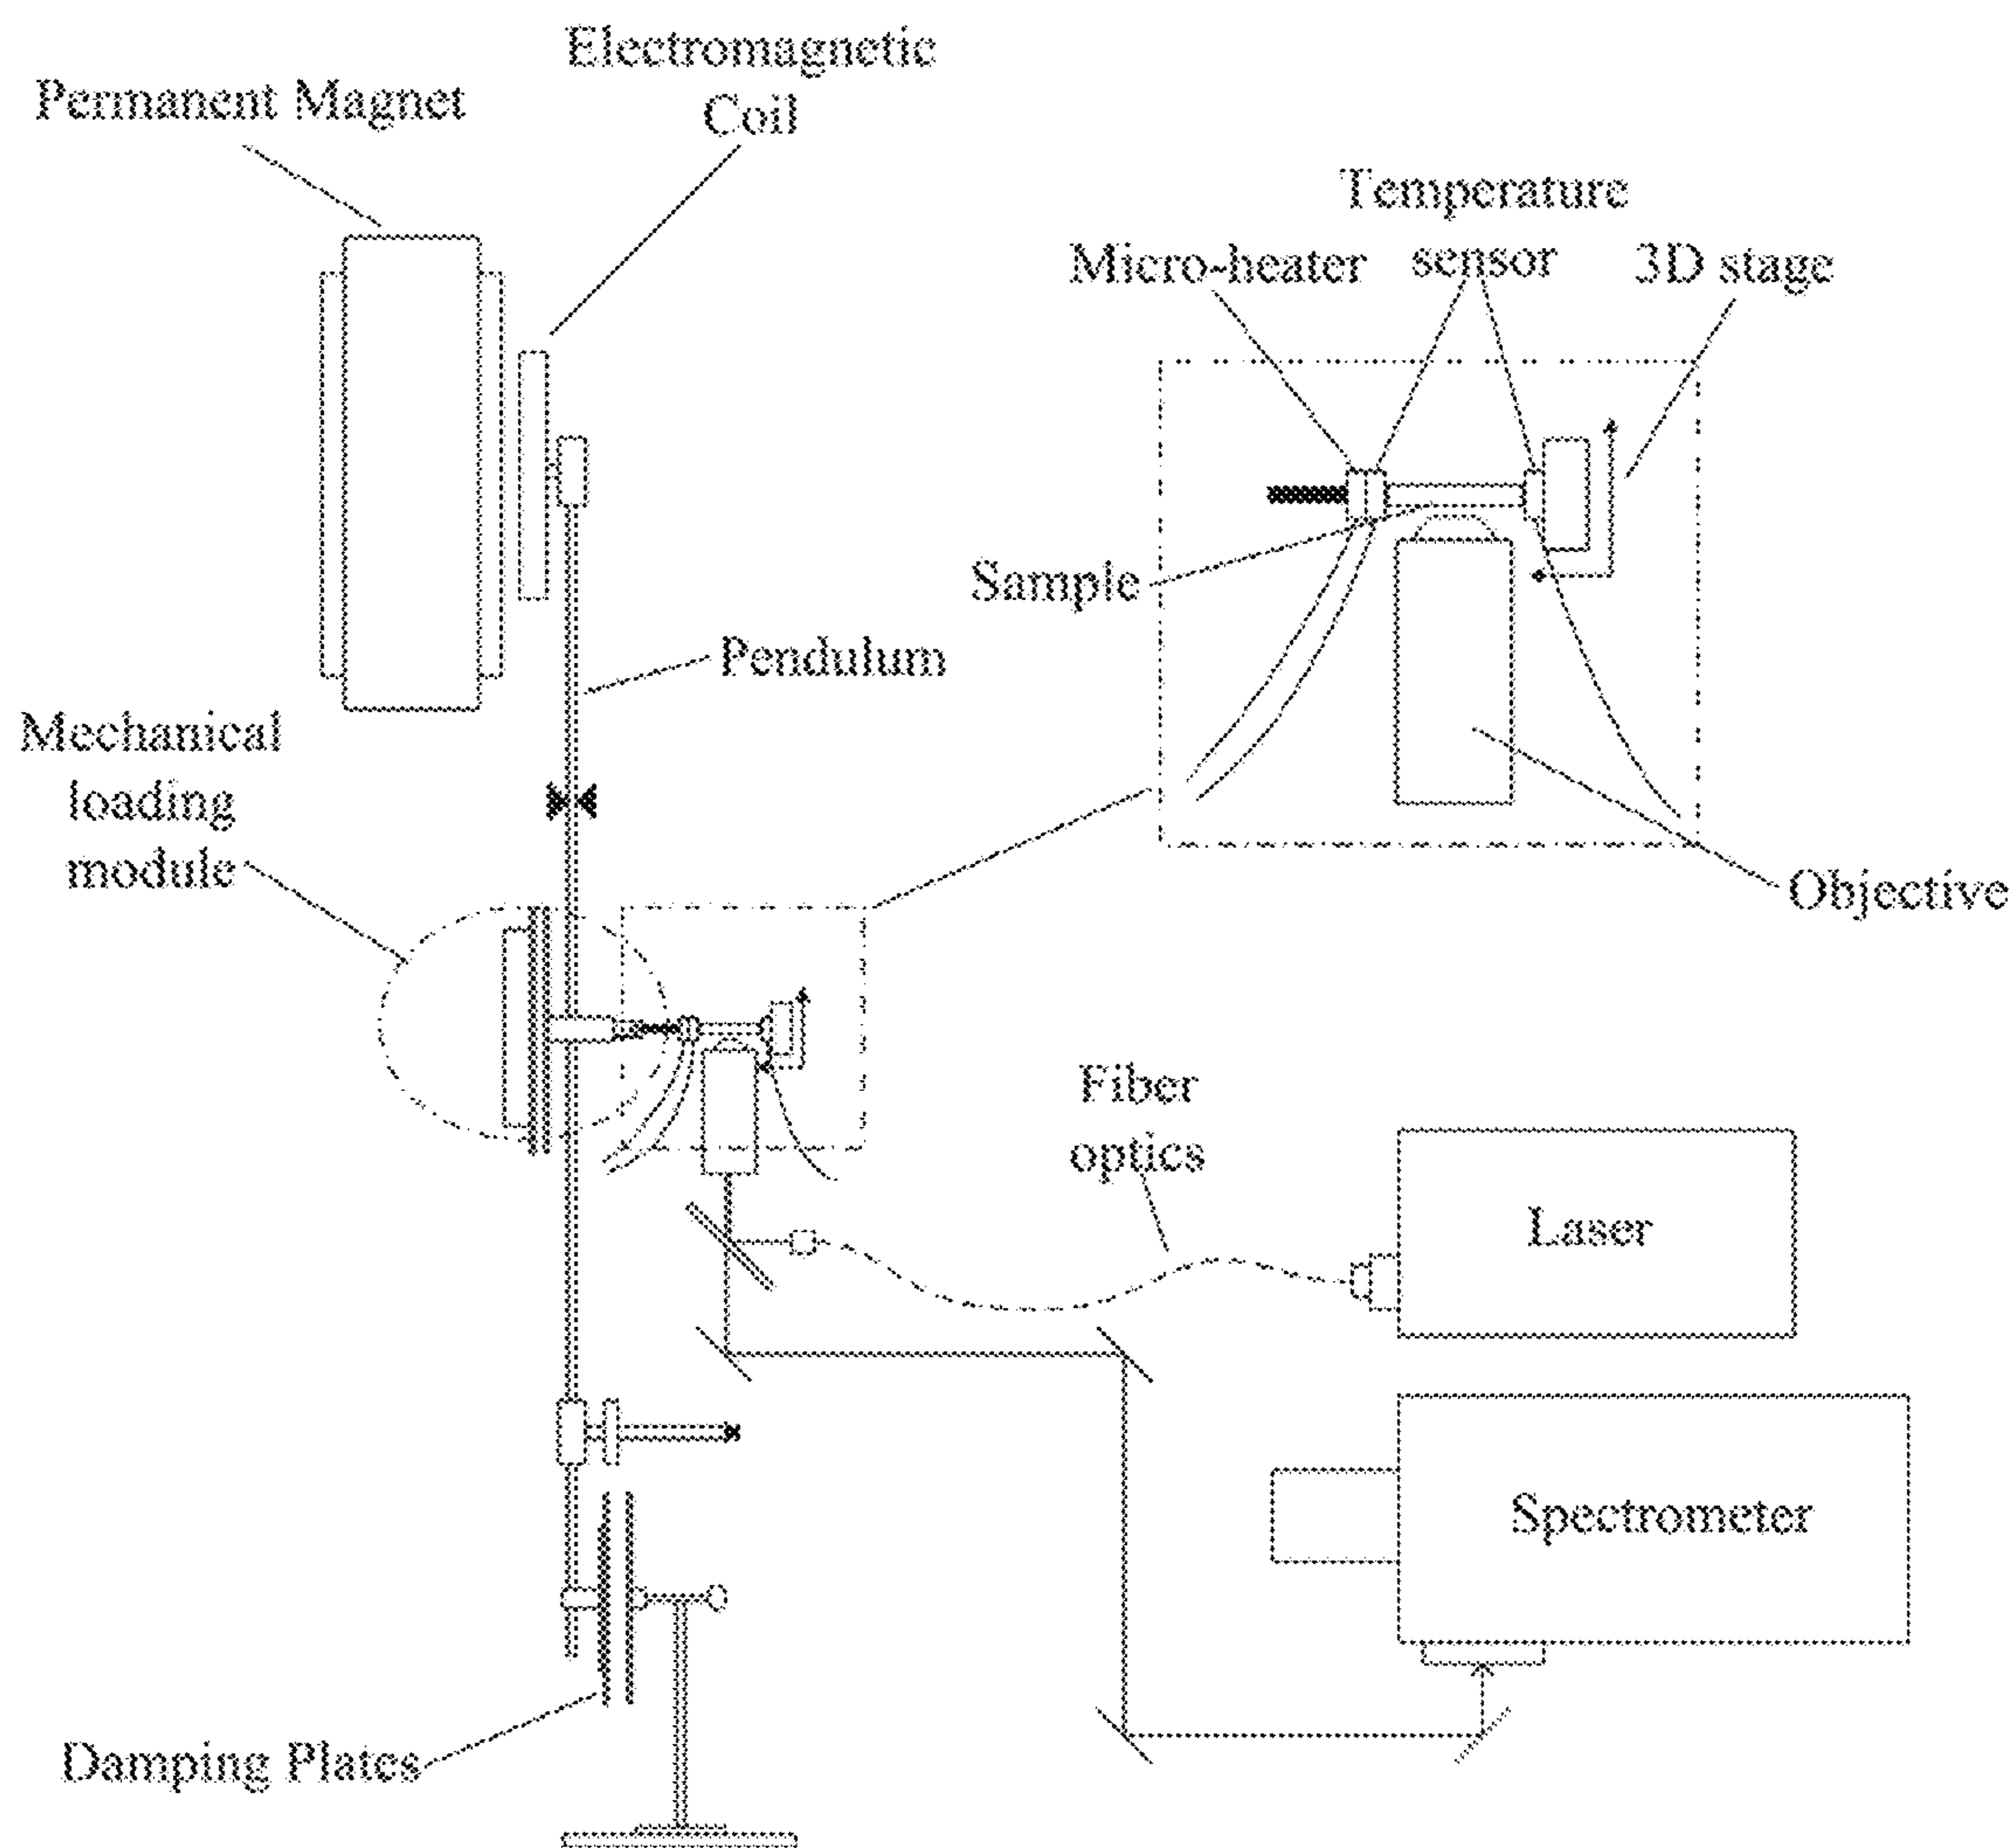 Electromagnetic
Coil
Permanent Magnet
Temperature
sensor
Micro-heater
3D stage
Sample
Pendulum
Mechanical
loading
module
Objective
Fiber
optics
Laser
Spectrometer
Damping Plates